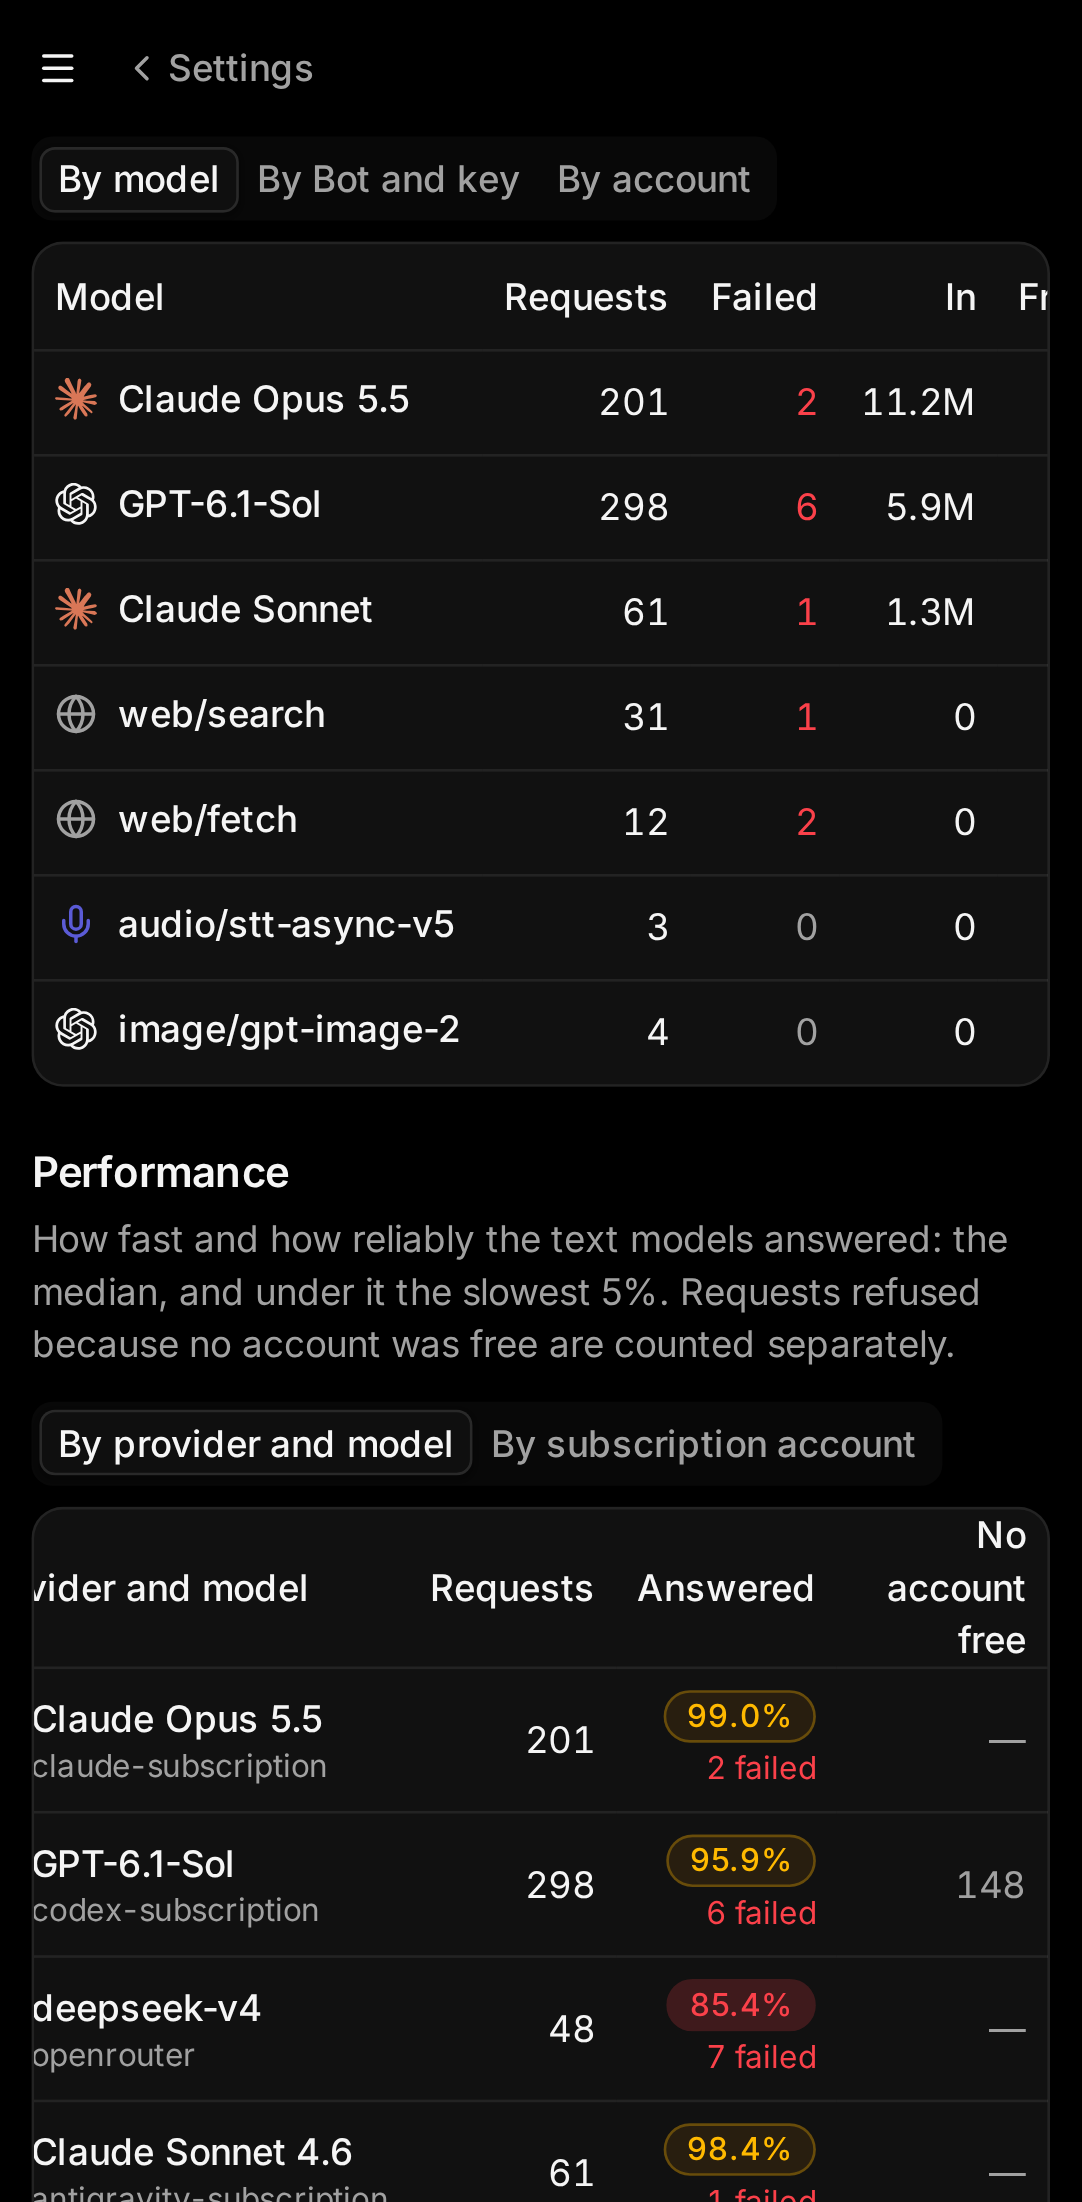 Settings
By model By Bot and key By account
Model Requests Failed In Fr
Claude Opus 5.5 201 2 11.2M
GPT-6.1-Sol 298 6 5.9M
Claude Sonnet 61 1 1.3M
web/search 31 1 0
web/fetch 12 2 0
audio/stt-async-v5 3 0 0
image/gpt-image-2 4 0 0
Performance
How fast and how reliably the text models answered: the
median, and under it the slowest 5%. Requests refused
because no account was free are counted separately.
By provider and model By subscription account
vider and model Requests Answered No account free
Claude Opus 5.5 201 99.0% —
claude-subscription 2 failed
GPT-6.1-Sol 298 95.9% 148
codex-subscription 6 failed
deepseek-v4 48 85.4% —
openrouter 7 failed
Claude Sonnet 4.6 61 98.4% —
antigravity-subscription 1 failed